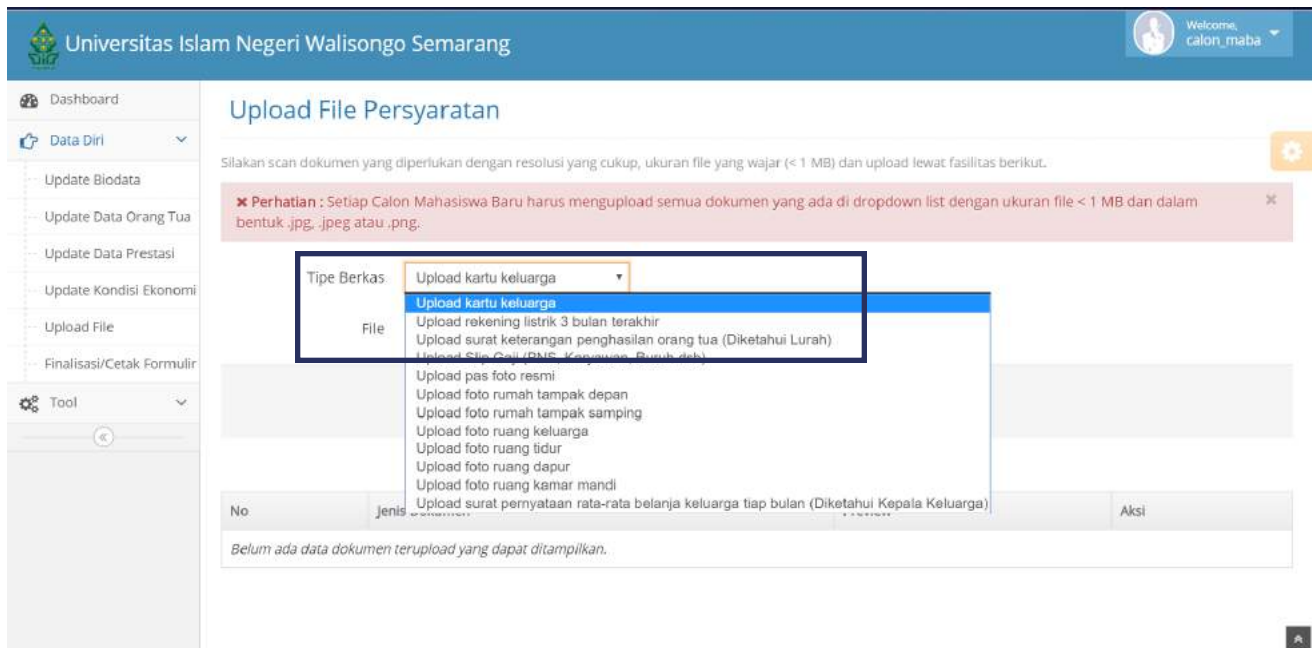 Universitas Islam Negeri Walisongo Semarang
Welcome,
calon_maba
Dashboard
Data Diri
Update Biodata
Update Data Orang Tua
Update Data Prestasi
Update Kondisi Ekonomi
Upload File
Finalisasi/Cetak Formulir
Tool
Upload File Persyaratan
Silakan scan dokumen yang diperlukan dengan resolusi yang cukup, ukuran file yang wajar (< 1 MB) dan upload lewat fasilitas berikut.
Perhatian : Setiap Calon Mahasiswa Baru harus mengupload semua dokumen yang ada di dropdown list dengan ukuran file < 1 MB dan dalam
bentuk .jpg, .jpeg atau .png.
Tipe Berkas
Upload kartu keluarga
File
Upload kartu keluarga
Upload rekening listrik 3 bulan terakhir
Upload surat keterangan penghasilan orang tua (Diketahui Lurah)
Upload Slip Gaji (PNS, Karyawan, Buruh dsb)
Upload pas foto resmi
Upload foto rumah tampak depan
Upload foto rumah tampak samping
Upload foto ruang keluarga
Upload foto ruang tidur
Upload foto ruang dapur
Upload foto ruang kamar mandi
Upload surat pernyataan rata-rata belanja keluarga tiap bulan (Diketahui Kepala Keluarga)
No
Jenis
Aksi
Belum ada data dokumen terupload yang dapat ditampilkan.